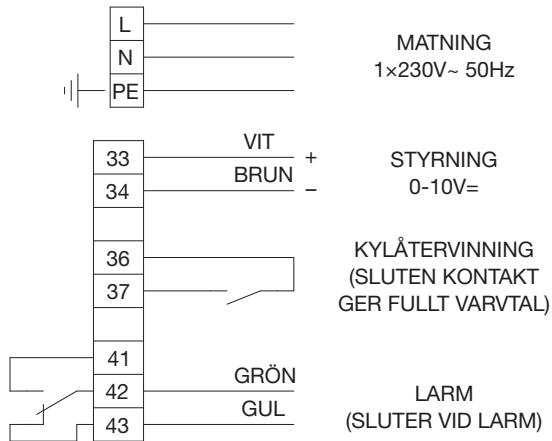 L
N
PE
MATNING
1×230V~ 50Hz
33
VIT
+
34
BRUN
–
STYRNING
0-10V=
36
37
KYLÅTERVINNING
(SLUTEN KONTAKT
GER FULLT VARVTAL)
41
42
GRÖN
43
GUL
LARM
(SLUTER VID LARM)